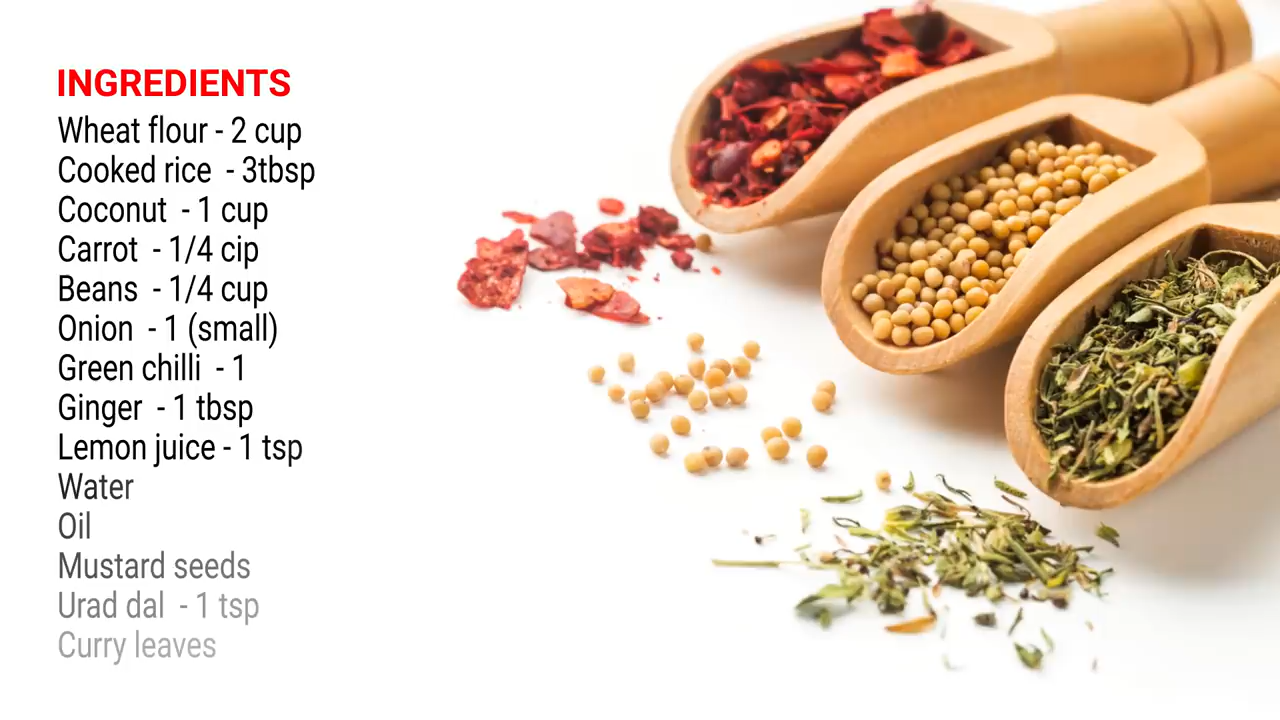 INGREDIENTS
Wheat flour - 2 cup
Cooked rice - 3tbsp
Coconut - 1 cup
Carrot - 1/4 cip
Beans - 1/4 cup
Onion - 1 (small)
Green chilli - 1
Ginger - 1 tbsp
Lemon juice - 1 tsp
Water
Oil
Mustard seeds
Urad dal - 1 tsp
Curry leaves